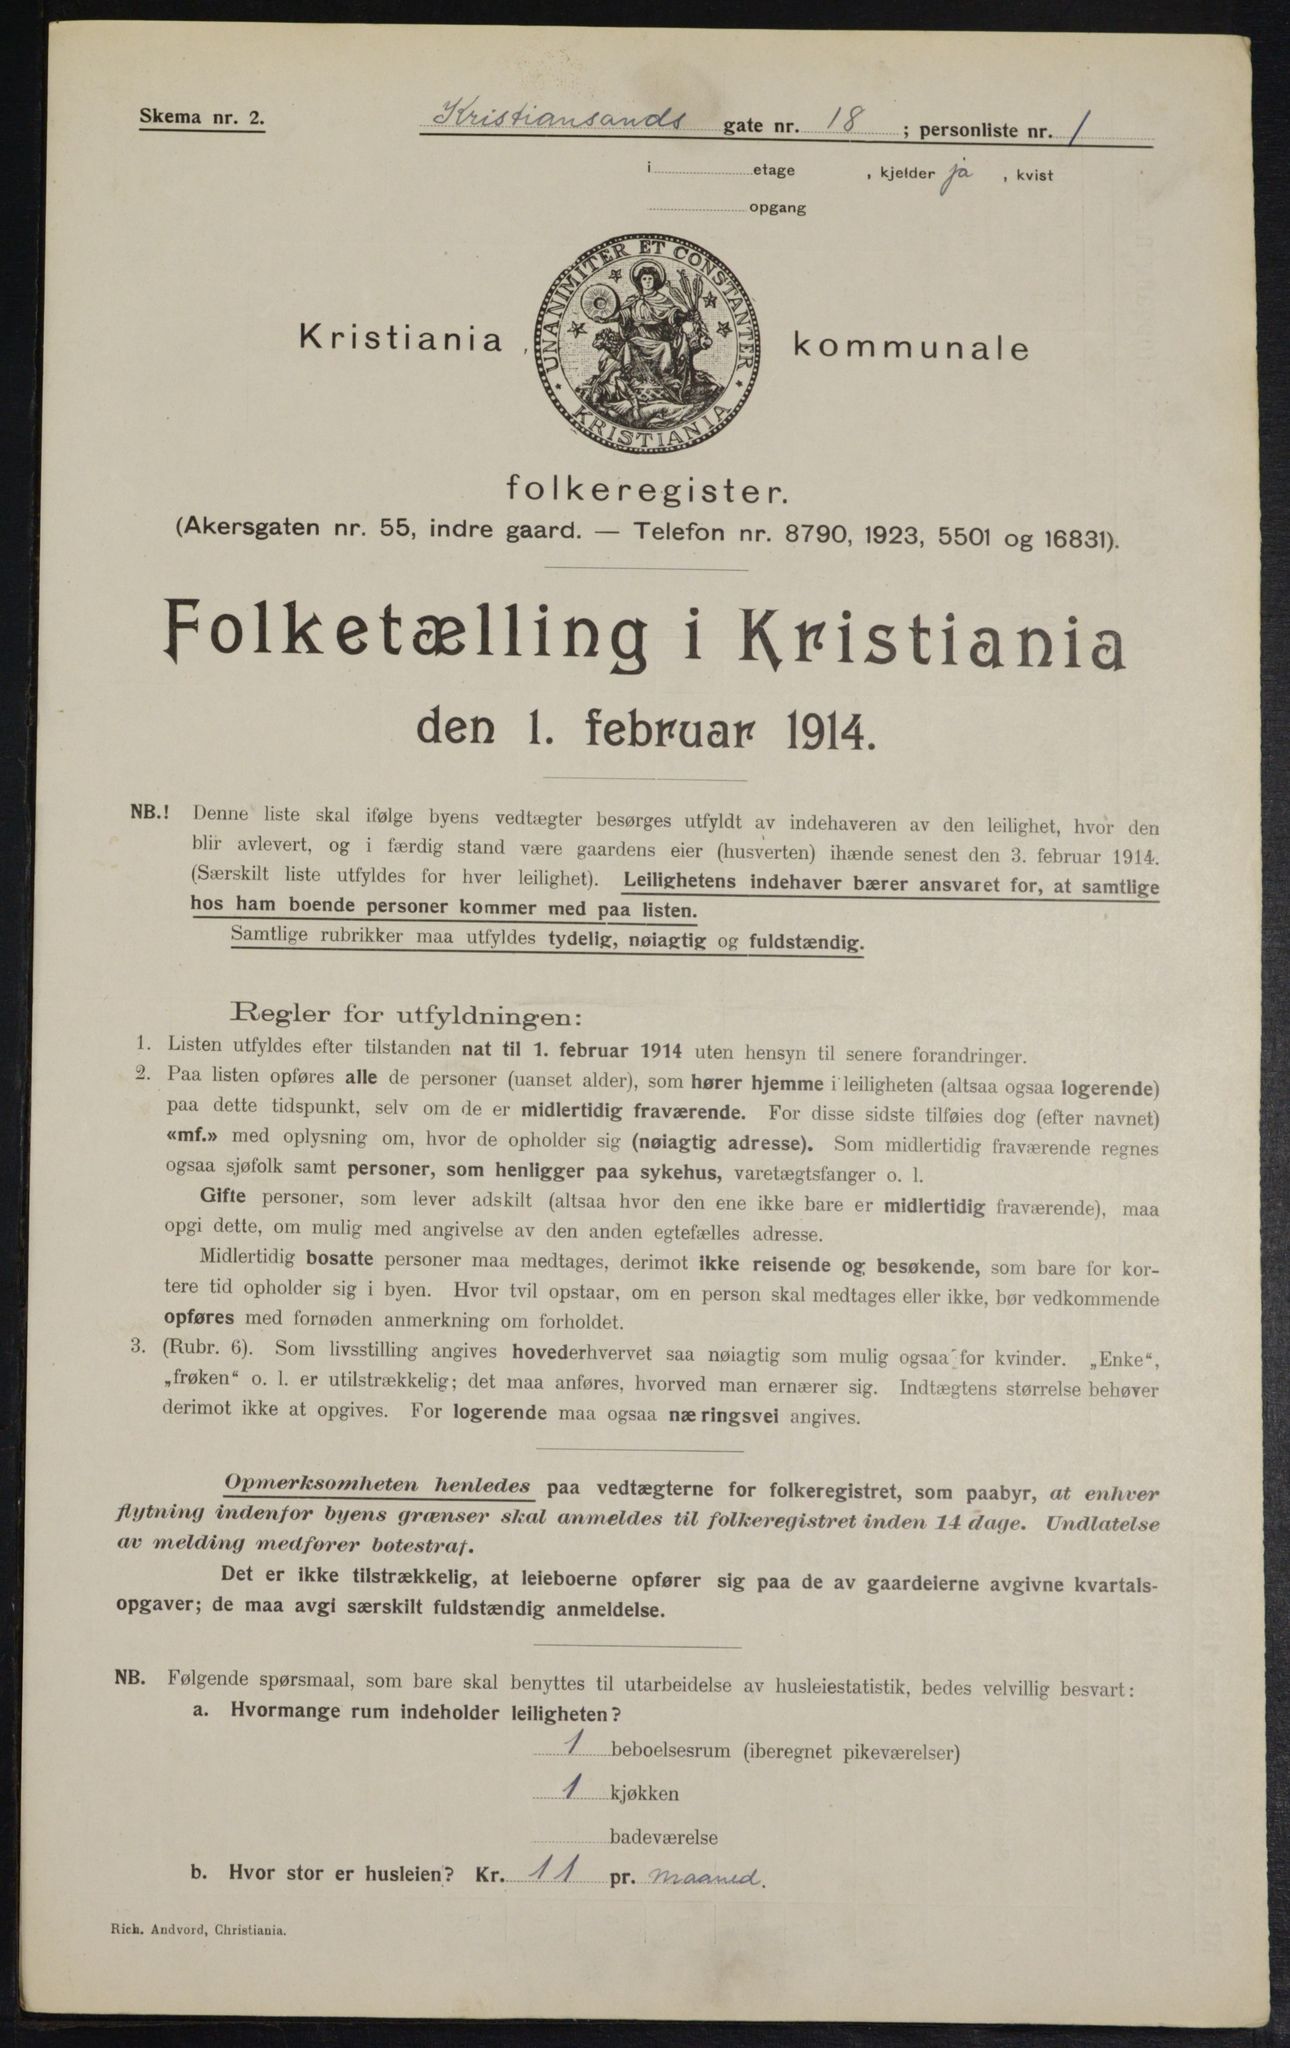 Skema nr. 2.
Kristiansands gate nr. 18 ; personliste nr. 1
i etage , kjelder ja , kvist
opgang
UNANIMITER ET CONSTANTER
KRISTIANIA
Kristiania kommunale
folkeregister.
(Akersgaten nr. 55, indre gaard. — Telefon nr. 8790, 1923, 5501 og 16831).
Folketælling i Kristiania
den 1. februar 1914.
NB.! Denne liste skal ifølge byens vedtægter besørges utfyldt av indehaveren av den leilighet, hvor den
blir avlevert, og i færdig stand være gaardens eier (husverten) ihænde senest den 3. februar 1914.
(Særskilt liste utfyldes for hver leilighet). Leilighetens indehaver bærer ansvaret for, at samtlige
hos ham boende personer kommer med paa listen.
Samtlige rubrikker maa utfyldes tydelig, nøiagtig og fuldstændig.
Regler for utfyldningen:
1. Listen utfyldes efter tilstanden nat til 1. februar 1914 uten hensyn til senere forandringer.
2. Paa listen opføres alle de personer (uanset alder), som hører hjemme i leiligheten (altsaa ogsaa logerende)
paa dette tidspunkt, selv om de er midlertidig fraværende. For disse sidste tilføies dog (efter navnet)
«mf.» med oplysning om, hvor de opholder sig (nøiagtig adresse). Som midlertidig fraværende regnes
ogsaa sjøfolk samt personer, som henligger paa sykehus, varetægtsfanger o. l.
Gifte personer, som lever adskilt (altsaa hvor den ene ikke bare er midlertidig fraværende), maa
opgi dette, om mulig med angivelse av den anden egtefælles adresse.
Midlertidig bosatte personer maa medtages, derimot ikke reisende og besøkende, som bare for kor-
tere tid opholder sig i byen. Hvor tvil opstaar, om en person skal medtages eller ikke, bør vedkommende
opføres med fornøden anmerkning om forholdet.
3. (Rubr. 6). Som livsstilling angives hovederhvervet saa nøiagtig som mulig ogsaa for kvinder. „Enke“,
„frøken“ o. l. er utilstrækkelig; det maa anføres, hvorved man ernærer sig. Indtægtens størrelse behøver
derimot ikke at opgives. For logerende maa ogsaa næringsvei angives.
Opmerksomheten henledes paa vedtægterne for folkeregistret, som paabyr, at enhver
flytning indenfor byens grænser skal anmeldes til folkeregistret inden 14 dage. Undlatelse
av melding medfører bøtestraf.
Det er ikke tilstrækkelig, at leieboerne opfører sig paa de av gaardeierne avgivne kvartals-
opgaver; de maa avgi særskilt fuldstændig anmeldelse.
NB. Følgende spørsmaal, som bare skal benyttes til utarbeidelse av husleiestatistik, bedes velvillig besvart:
a. Hvormange rum indeholder leiligheten?
1 beboelsesrum (iberegnet pikeværelser)
1 kjøkken
badeværelse
b. Hvor stor er husleien? Kr. 11 pr. maaned.
Rich. Andvord, Christiania.